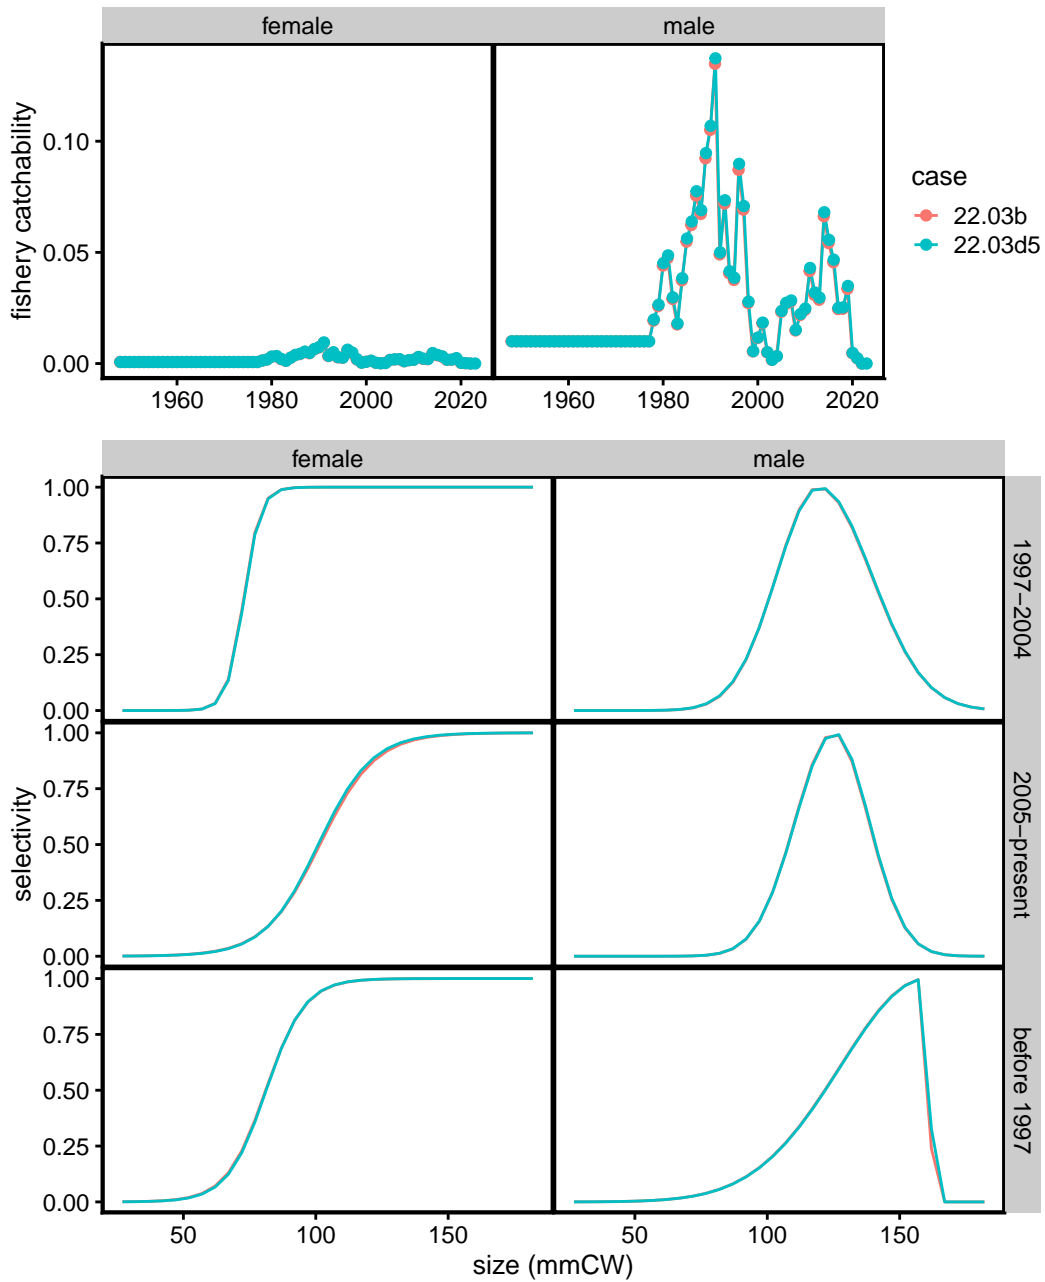 female male
fishery catchability
0.10
0.05
0.00
1960 1980 2000 2020 1960 1980 2000 2020
case
22.03b
22.03d5
female male
selectivity
1.00
0.75
0.50
0.25
0.00
1997−2004
1.00
0.75
0.50
0.25
0.00
2005−present
1.00
0.75
0.50
0.25
0.00
before 1997
50 100 150 50 100 150
size (mmCW)